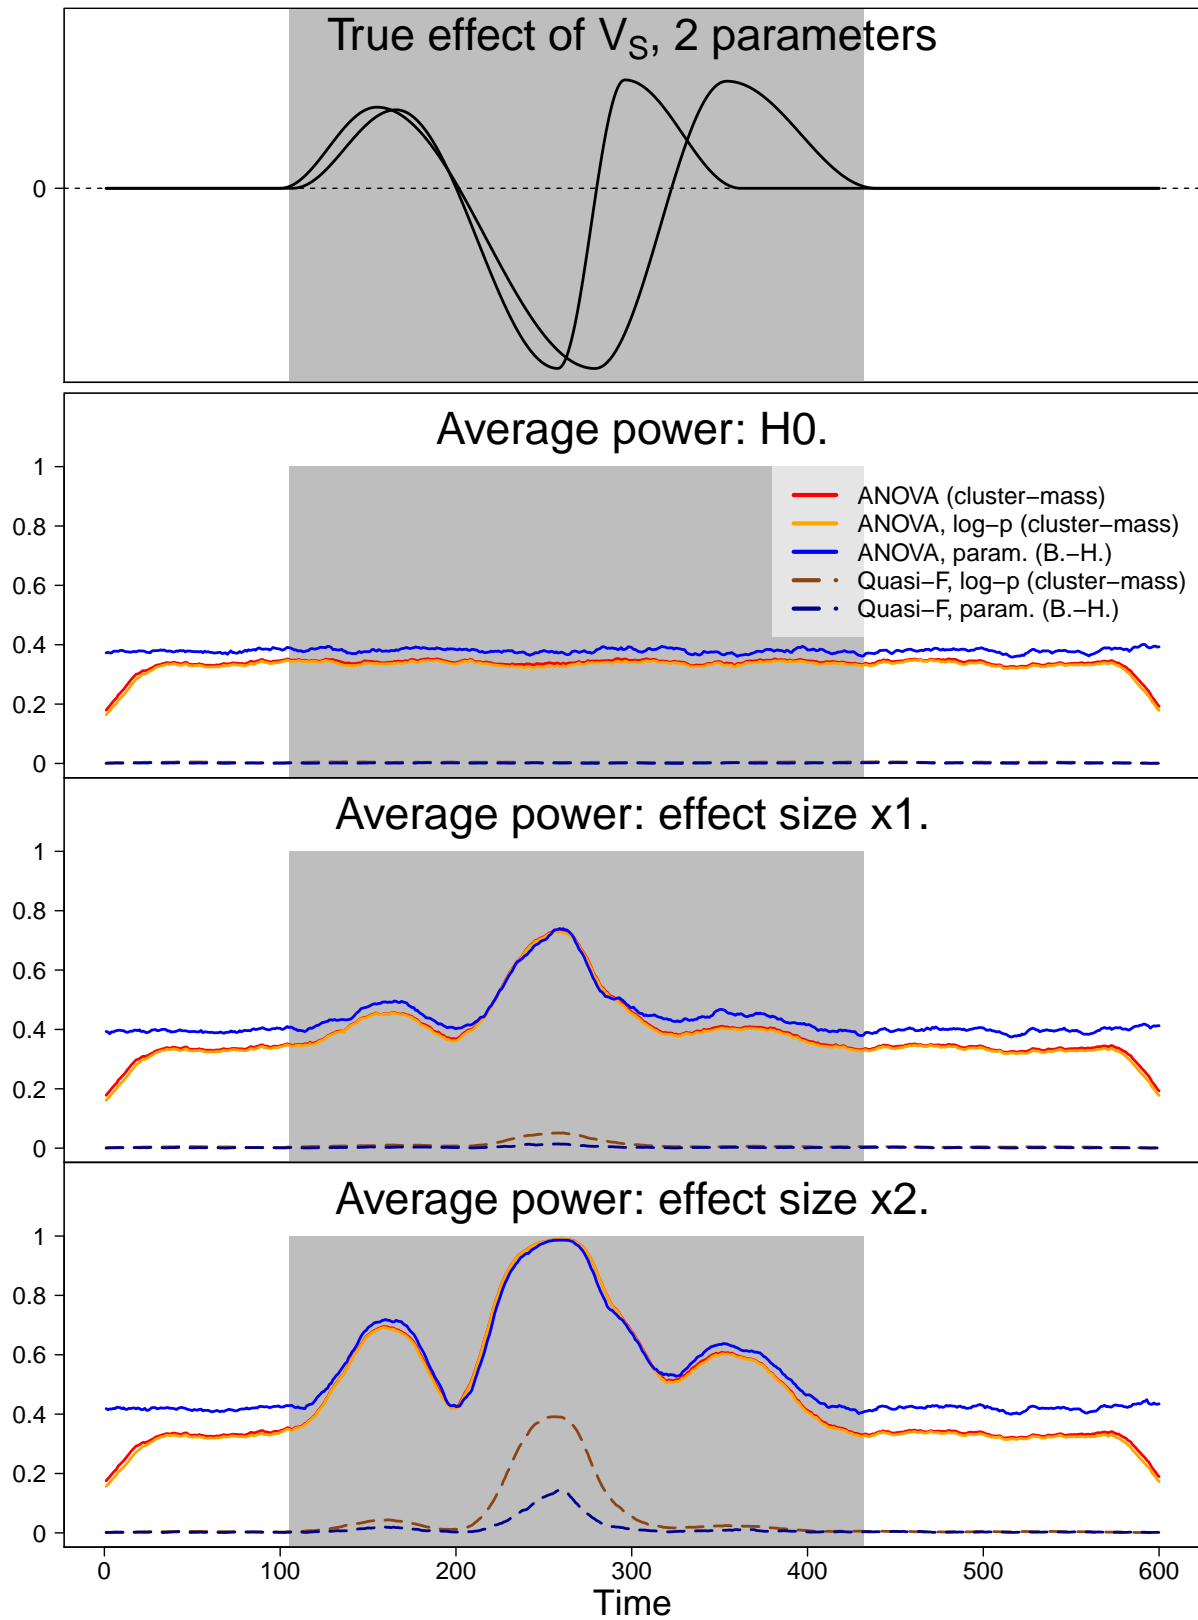 True effect of VS, 2 parameters
0
Average power: H0.
1
0.8
0.6
0.4
0.2
0
ANOVA (cluster−mass)
ANOVA, log−p (cluster−mass)
ANOVA, param. (B.−H.)
Quasi−F, log−p (cluster−mass)
Quasi−F, param. (B.−H.)
Average power: effect size x1.
1
0.8
0.6
0.4
0.2
0
Average power: effect size x2.
1
0.8
0.6
0.4
0.2
0
0 100 200 300 400 500 600
Time